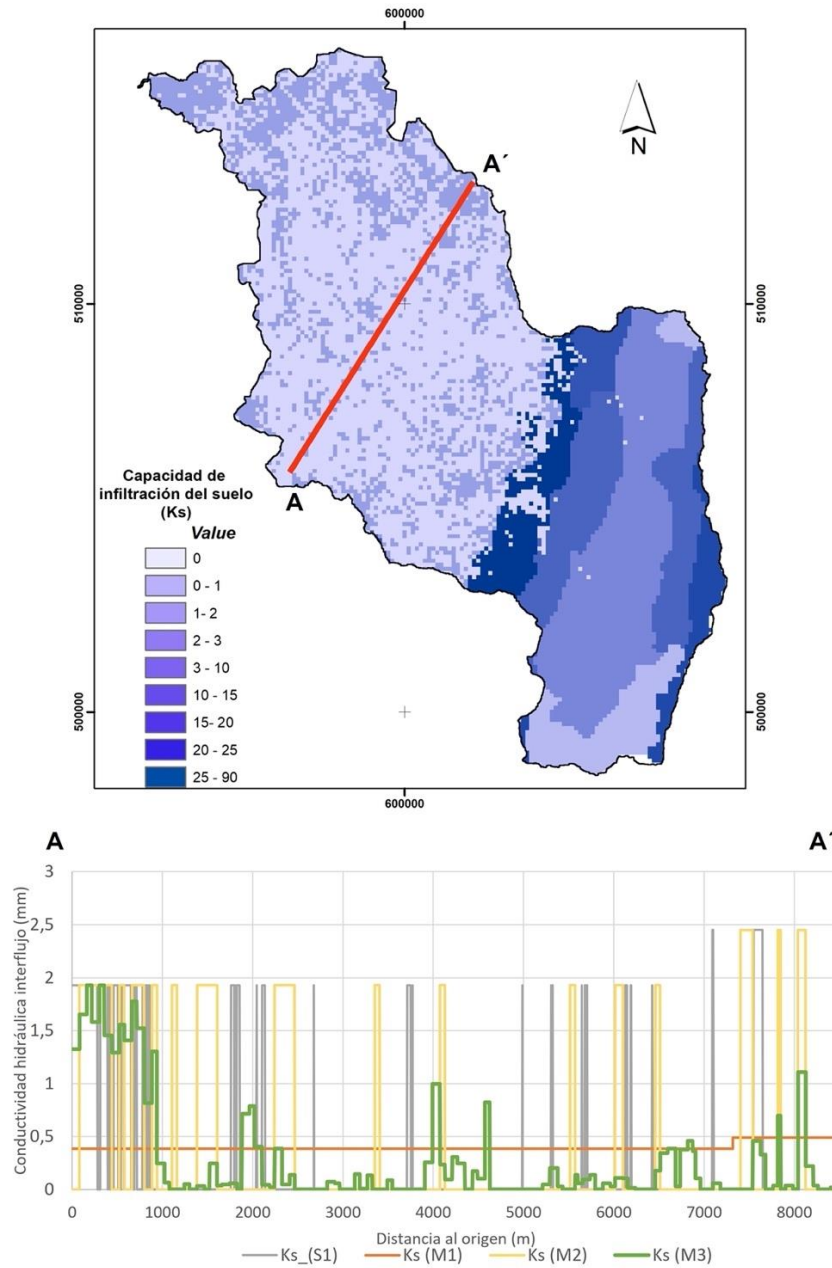 600000
A´
N
510000
510000
A
Capacidad de
infiltración del suelo
(Ks)
Value
0
0 - 1
1- 2
2 - 3
3 - 10
10 - 15
15- 20
20 - 25
25 - 90
500000
500000
600000
A
A´
Conductividad hidráulica interflujo (mm)
3
2,5
2
1,5
1
0,5
0
0 1000 2000 3000 4000 5000 6000 7000 8000
Distancia al origen (m)
Ks_(S1) Ks (M1) Ks (M2) Ks (M3)